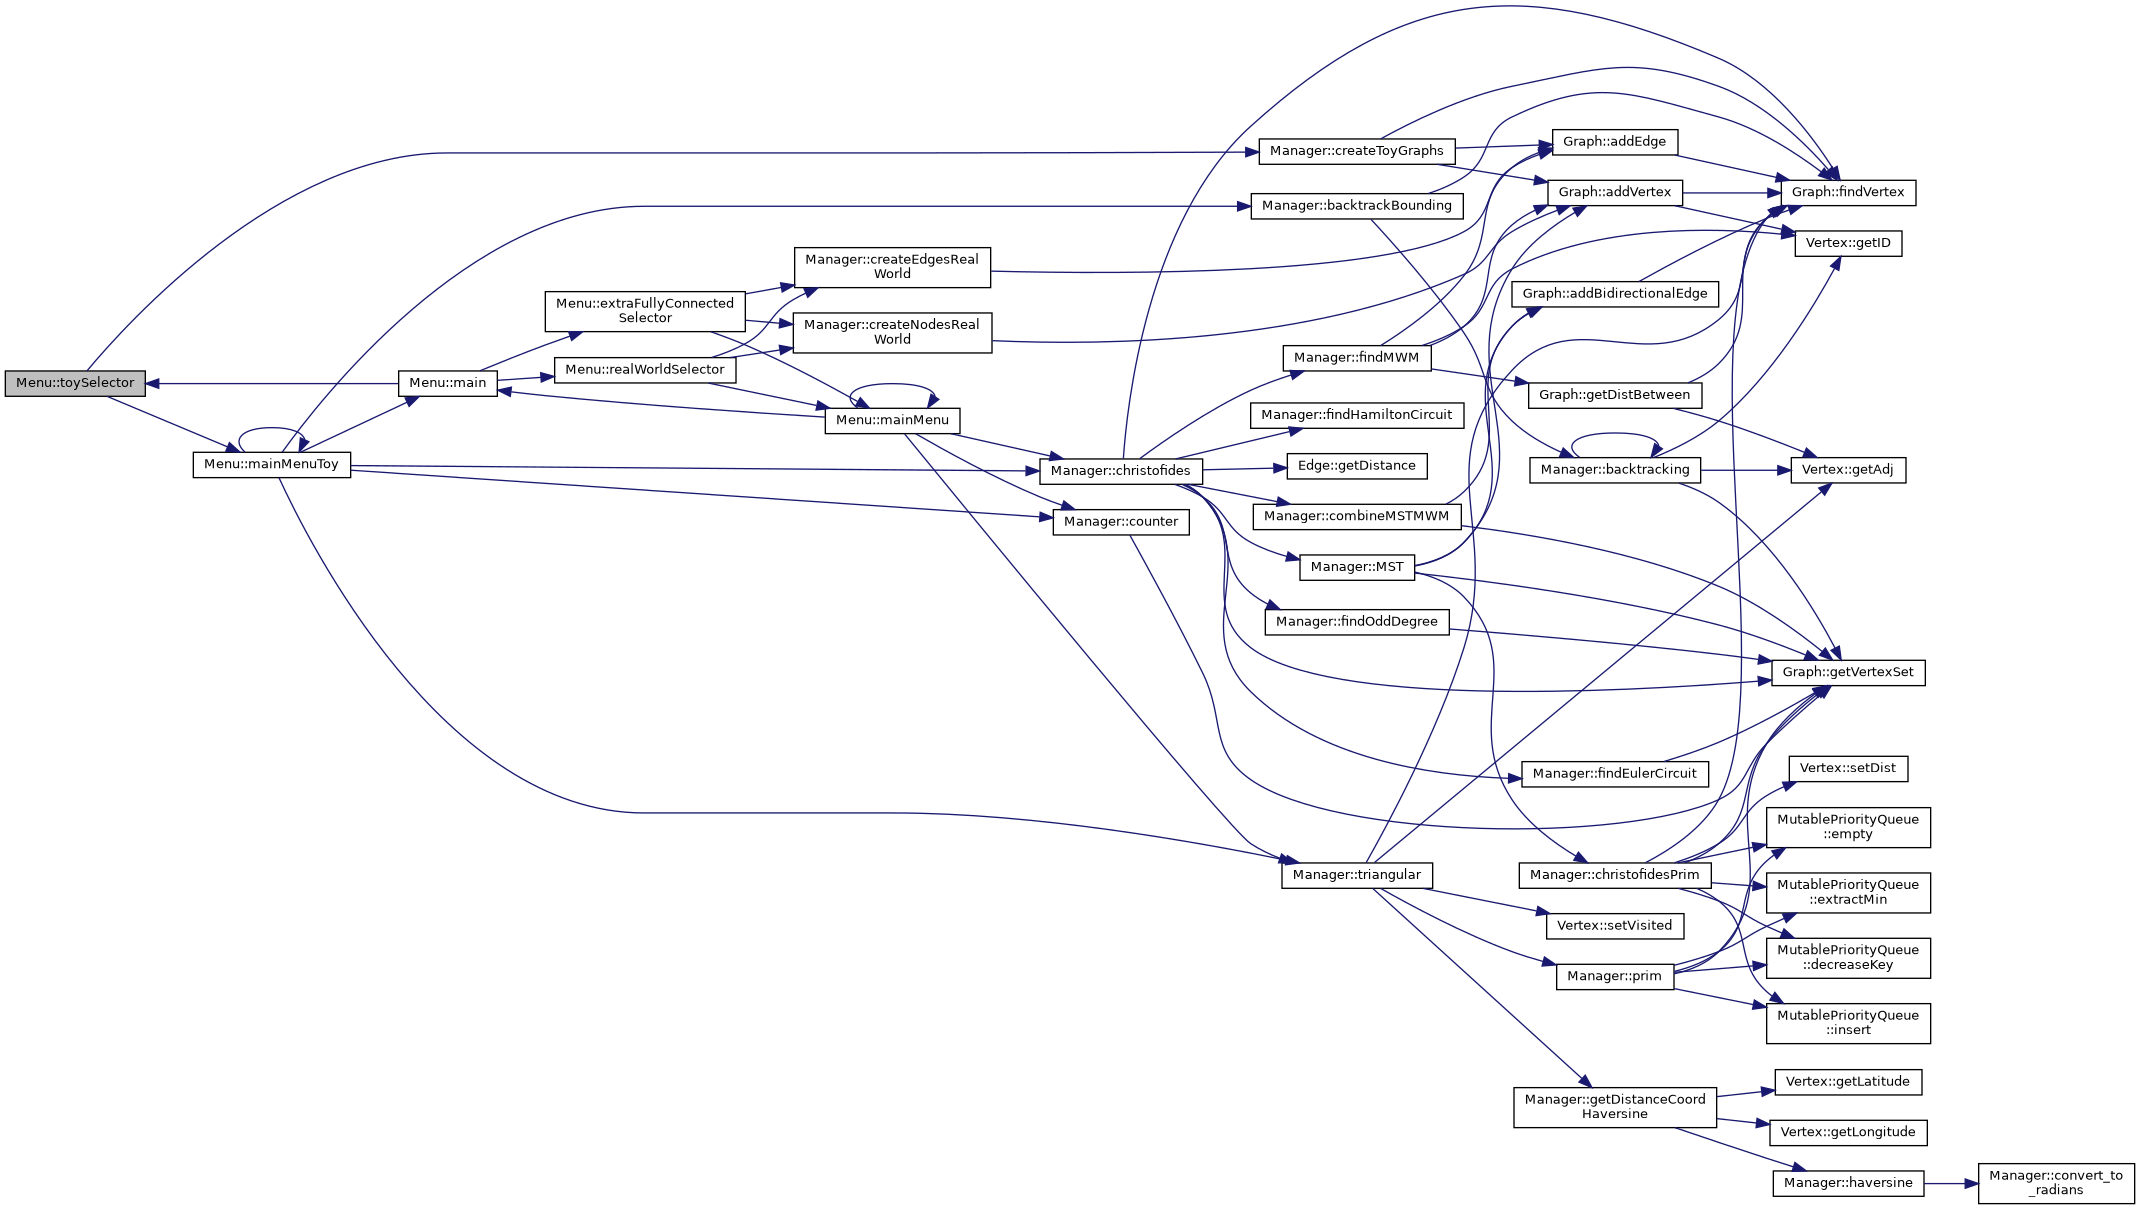 Menu::toySelector
Menu::mainMenuToy
Menu::main
Menu::extraFullyConnected
Selector
Menu::realWorldSelector
Manager::createEdgesReal
World
Manager::createNodesReal
World
Menu::mainMenu
Manager::christofides
Manager::counter
Manager::createToyGraphs
Manager::backtrackBounding
Manager::findMWM
Manager::findHamiltonCircuit
Edge::getDistance
Manager::combineMSTMWM
Manager::MST
Manager::findOddDegree
Manager::triangular
Graph::addEdge
Graph::addVertex
Graph::addBidirectionalEdge
Graph::getDistBetween
Manager::backtracking
Manager::findEulerCircuit
Manager::christofidesPrim
Vertex::setVisited
Manager::prim
Manager::getDistanceCoord
Haversine
Graph::findVertex
Vertex::getID
Vertex::getAdj
Graph::getVertexSet
Vertex::setDist
MutablePriorityQueue
::empty
MutablePriorityQueue
::extractMin
MutablePriorityQueue
::decreaseKey
MutablePriorityQueue
::insert
Vertex::getLatitude
Vertex::getLongitude
Manager::haversine
Manager::convert_to
_radians